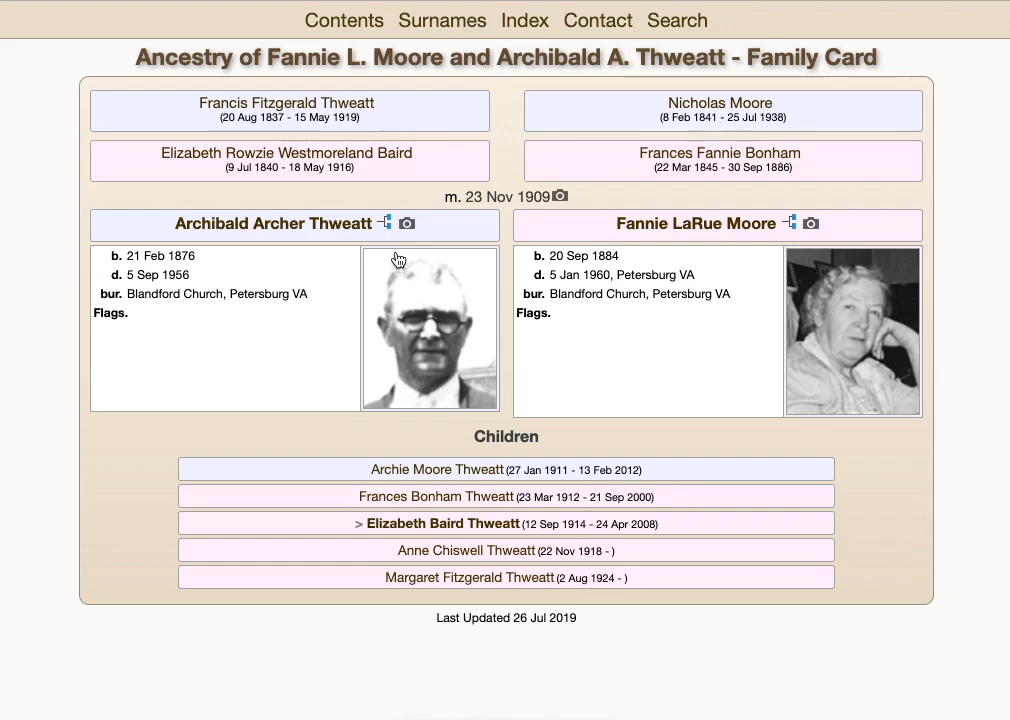 Contents Surnames Index Contact Search
Ancestry of Fannie L. Moore and Archibald A. Thweatt - Family Card
Francis Fitzgerald Thweatt
(20 Aug 1837 - 15 May 1919)
Nicholas Moore
(8 Feb 1841 - 25 Jul 1938)
Elizabeth Rowzie Westmoreland Baird
(9 Jul 1840 - 18 May 1916)
Frances Fannie Bonham
(22 Mar 1845 - 30 Sep 1886)
m. 23 Nov 1909
Archibald Archer Thweatt
b. 21 Feb 1876
d. 5 Sep 1956
bur. Blandford Church, Petersburg VA
Flags.
Fannie LaRue Moore
b. 20 Sep 1884
d. 5 Jan 1960, Petersburg VA
bur. Blandford Church, Petersburg VA
Flags.
Children
Archie Moore Thweatt (27 Jan 1911 - 13 Feb 2012)
Frances Bonham Thweatt (23 Mar 1912 - 21 Sep 2000)
> Elizabeth Baird Thweatt (12 Sep 1914 - 24 Apr 2008)
Anne Chiswell Thweatt (22 Nov 1918 - )
Margaret Fitzgerald Thweatt (2 Aug 1924 - )
Last Updated 26 Jul 2019